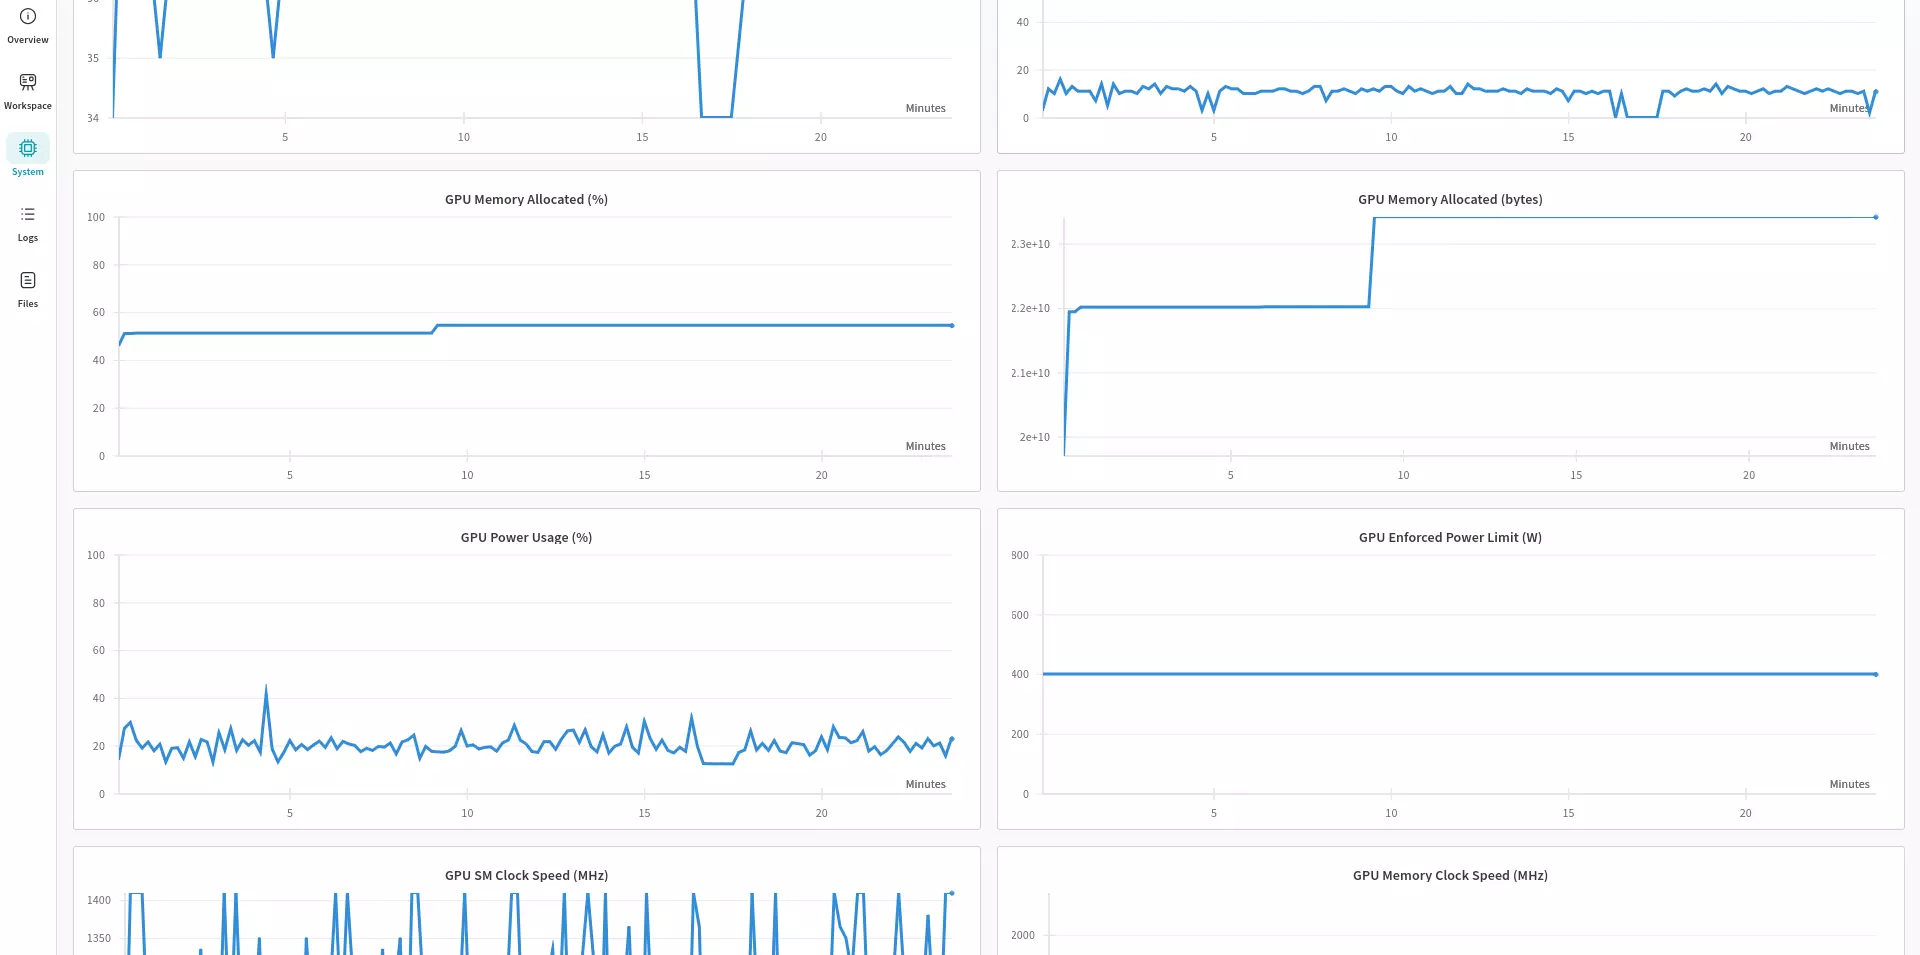 Overview
Workspace
System
Logs
Files
35
34
Minutes
5 10 15 20
40
20
0
Minutes
5 10 15 20
GPU Memory Allocated (%)
100
80
60
40
20
0
Minutes
5 10 15 20
GPU Memory Allocated (bytes)
2.3e+10
2.2e+10
2.1e+10
2e+10
Minutes
5 10 15 20
GPU Power Usage (%)
100
80
60
40
20
0
Minutes
5 10 15 20
GPU Enforced Power Limit (W)
800
600
400
200
0
Minutes
5 10 15 20
GPU SM Clock Speed (MHz)
1400
1350
GPU Memory Clock Speed (MHz)
2000